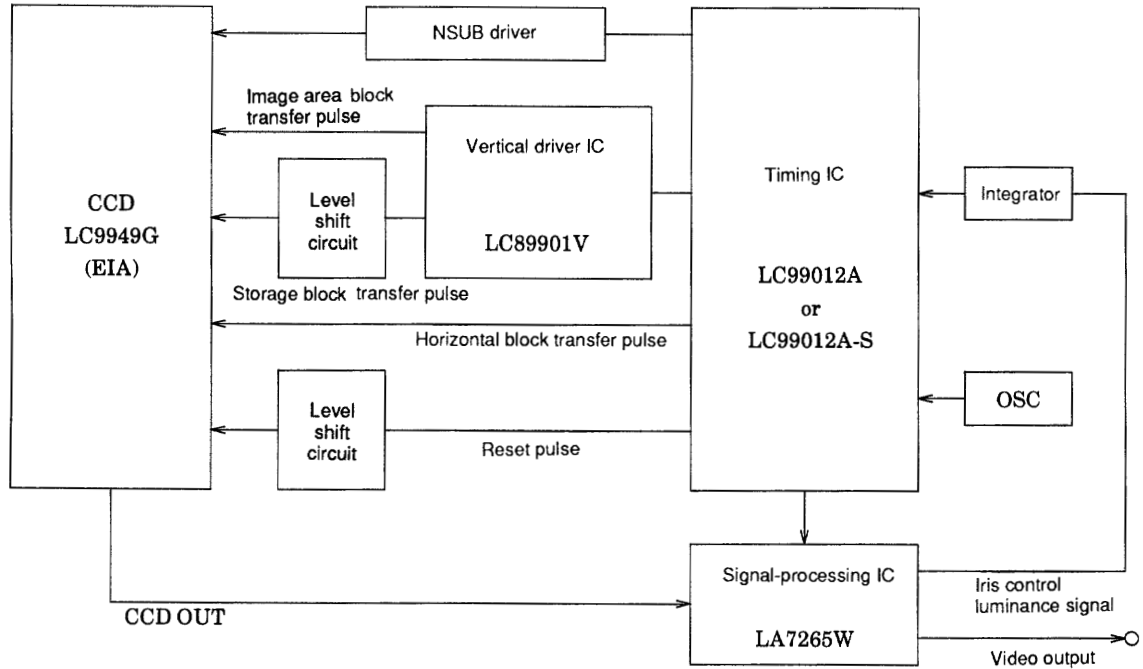 NSUB driver
Image area block
transfer pulse
Vertical driver IC
LC89901V
Level
shift
circuit
Storage block transfer pulse
CCD
LC9949G
(EIA)
Timing IC
LC99012A
or
LC99012A-S
Integrator
Horizontal block transfer pulse
OSC
Level
shift
circuit
Reset pulse
Signal-processing IC
LA7265W
Iris control
luminance signal
CCD OUT
Video output